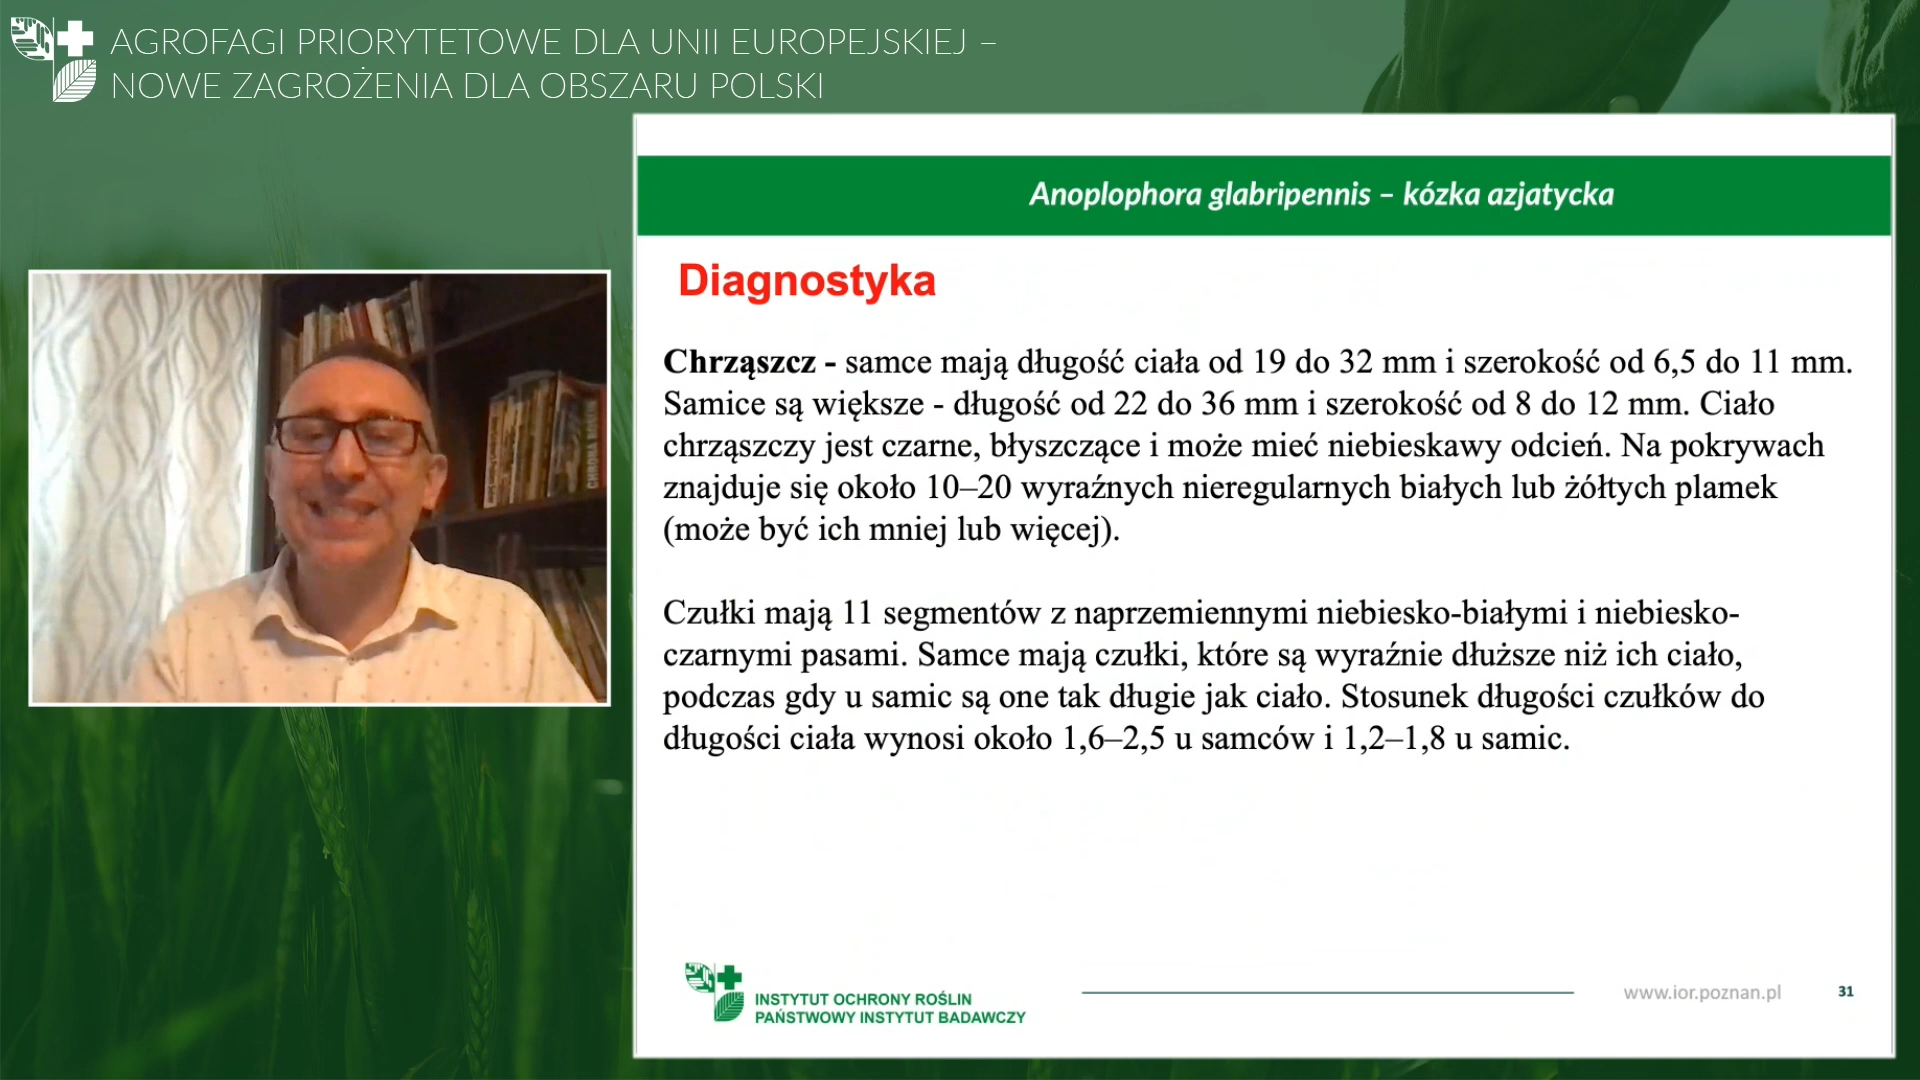 AGROFAGI PRIORYTETOWE DLA UNII EUROPEJSKIEJ –
NOWE ZAGROŻENIA DLA OBSZARU POLSKI
Anoplophora glabripennis – kózka azjatycka
Diagnostyka
Chrząszcz - samce mają długość ciała od 19 do 32 mm i szerokość od 6,5 do 11 mm.
Samice są większe - długość od 22 do 36 mm i szerokość od 8 do 12 mm. Ciało
chrząszczy jest czarne, błyszczące i może mieć niebieskawy odcień. Na pokrywach
znajduje się około 10–20 wyraźnych nieregularnych białych lub żółtych plamek
(może być ich mniej lub więcej).
Czułki mają 11 segmentów z naprzemiennymi niebiesko-białymi i niebiesko-
czarnymi pasami. Samce mają czułki, które są wyraźnie dłuższe niż ich ciało,
podczas gdy u samic są one tak długie jak ciało. Stosunek długości czułków do
długości ciała wynosi około 1,6–2,5 u samców i 1,2–1,8 u samic.
INSTYTUT OCHRONY ROŚLIN
PAŃSTWOWY INSTYTUT BADAWCZY
www.ior.poznan.pl
31